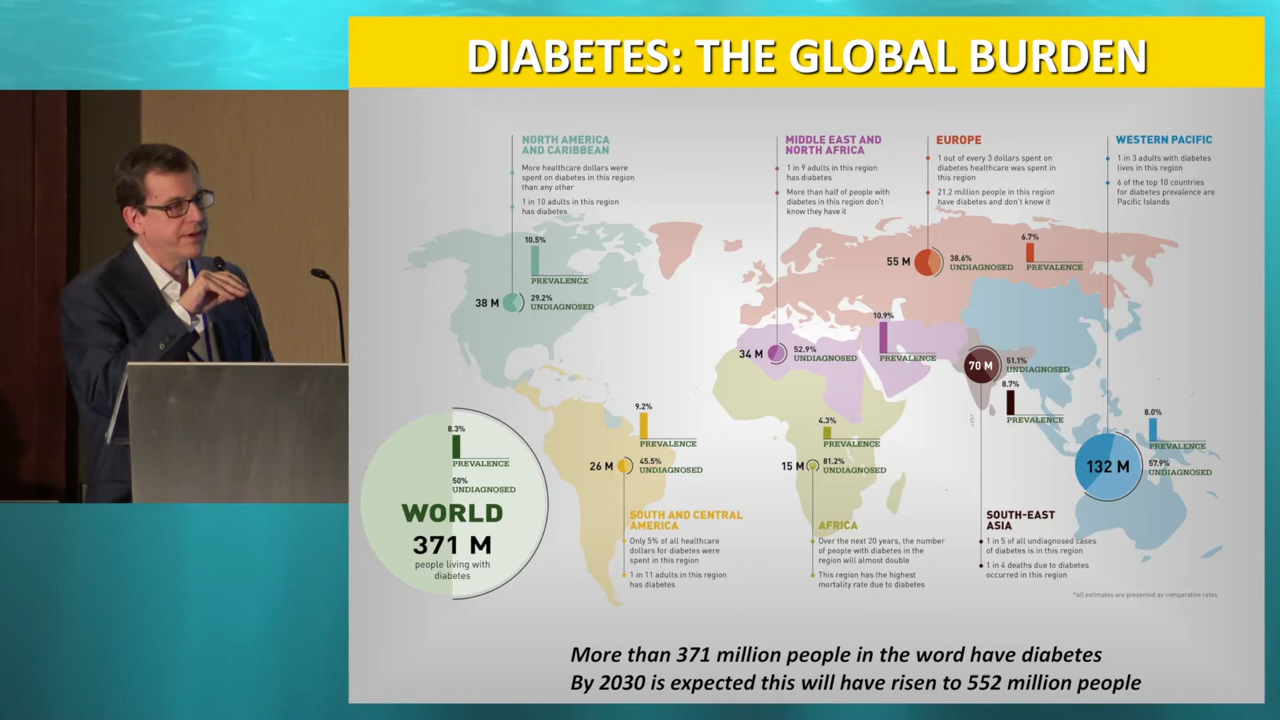 DIABETES: THE GLOBAL BURDEN
NORTH AMERICA
AND CARIBBEAN
More healthcare dollars were
spent on diabetes in this region
than any other
1 in 10 adults in this region
has diabetes
MIDDLE EAST AND
NORTH AFRICA
1 in 9 adults in this region
has diabetes
More than half of people with
diabetes in this region don't
know they have it
EUROPE
1 out of every 3 dollars spent on
diabetes healthcare was spent in
this region
21.2 million people in this region
have diabetes and don't know it
WESTERN PACIFIC
1 in 3 adults with diabetes
lives in this region
6 of the top 10 countries
for diabetes prevalence are
Pacific Islands
10.5%
PREVALENCE
38 M
29.2%
UNDIAGNOSED
55 M
38.6%
UNDIAGNOSED
6.7%
PREVALENCE
34 M
52.9%
UNDIAGNOSED
10.9%
PREVALENCE
70 M
51.1%
UNDIAGNOSED
8.7%
PREVALENCE
9.2%
PREVALENCE
26 M
45.5%
UNDIAGNOSED
4.3%
PREVALENCE
15 M
81.2%
UNDIAGNOSED
8.0%
PREVALENCE
132 M
57.9%
UNDIAGNOSED
8.3%
PREVALENCE
50%
UNDIAGNOSED
WORLD
371 M
people living with
diabetes
SOUTH AND CENTRAL
AMERICA
Only 5% of all healthcare
dollars for diabetes were
spent in this region
1 in 11 adults in this region
has diabetes
AFRICA
Over the next 20 years, the number
of people with diabetes in the
region will almost double
This region has the highest
mortality rate due to diabetes
SOUTH-EAST
ASIA
1 in 5 of all undiagnosed cases
of diabetes is in this region
1 in 4 deaths due to diabetes
occurred in this region
*all estimates are presented as comparative rates
More than 371 million people in the word have diabetes
By 2030 is expected this will have risen to 552 million people